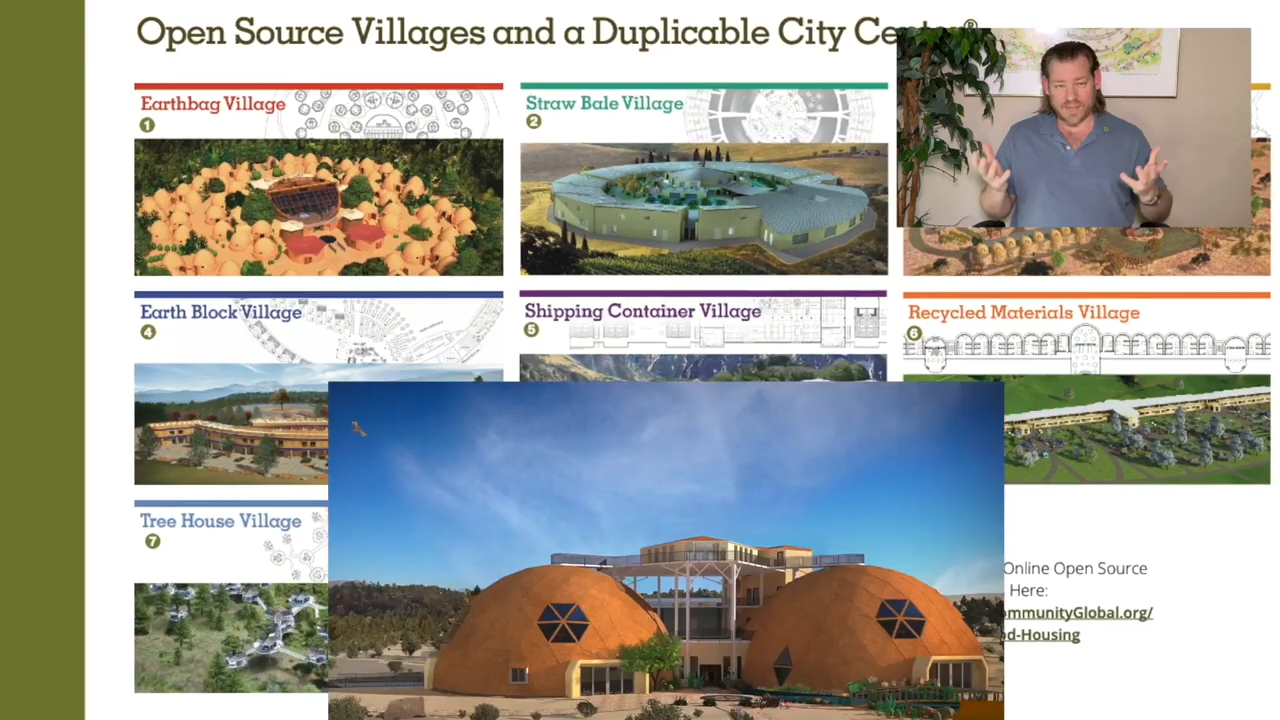 Open Source Villages and a Duplicable City Ce ®
Earthbag Village
1
Straw Bale Village
2
Earth Block Village
4
Shipping Container Village
5
Recycled Materials Village
6
Tree House Village
7
Online Open Source
Here:
ommunityGlobal.org/
d-Housing